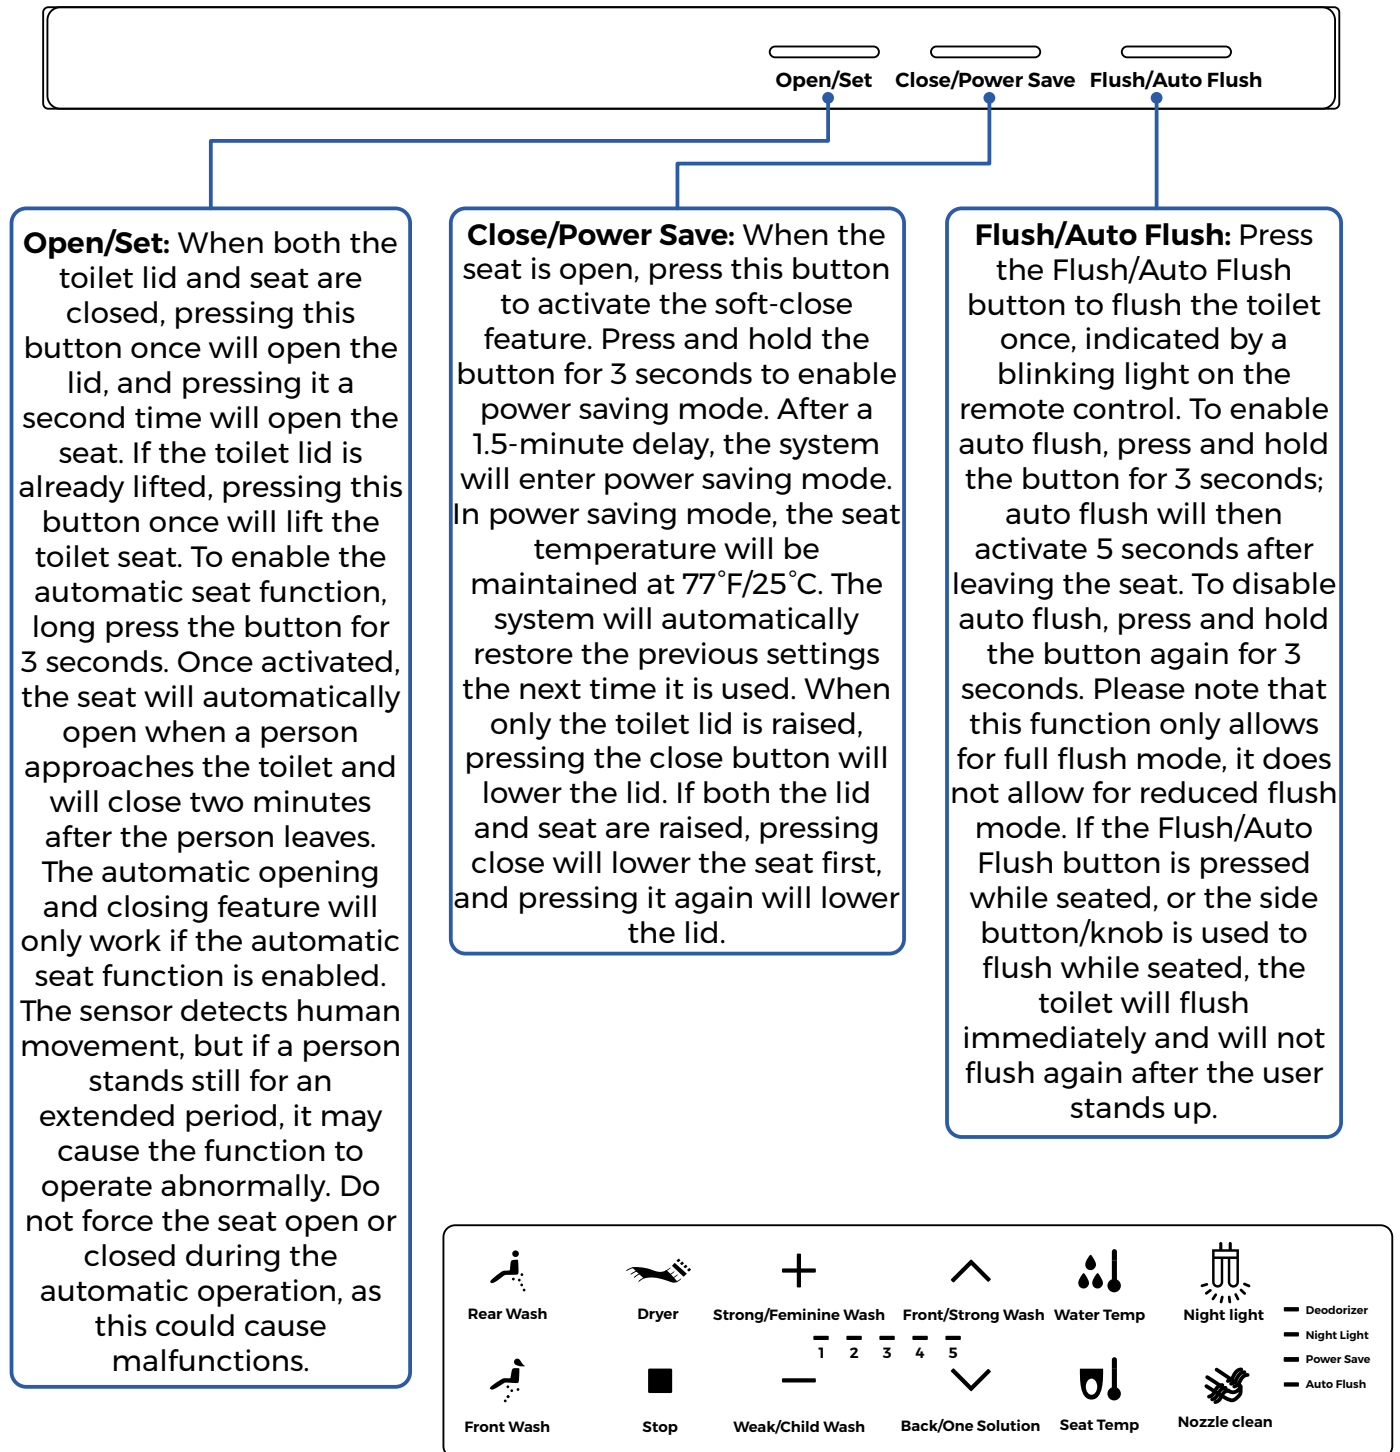 Open/Set Close/Power Save Flush/Auto Flush
Open/Set: When both the
toilet lid and seat are
closed, pressing this
button once will open the
lid, and pressing it a
second time will open the
seat. If the toilet lid is
already lifted, pressing this
button once will lift the
toilet seat. To enable the
automatic seat function,
long press the button for
3 seconds. Once activated,
the seat will automatically
open when a person
approaches the toilet and
will close two minutes
after the person leaves.
The automatic opening
and closing feature will
only work if the automatic
seat function is enabled.
The sensor detects human
movement, but if a person
stands still for an
extended period, it may
cause the function to
operate abnormally. Do
not force the seat open or
closed during the
automatic operation, as
this could cause
malfunctions.
Close/Power Save: When the
seat is open, press this button
to activate the soft-close
feature. Press and hold the
button for 3 seconds to enable
power saving mode. After a
1.5-minute delay, the system
will enter power saving mode.
In power saving mode, the seat
temperature will be
maintained at 77°F/25°C. The
system will automatically
restore the previous settings
the next time it is used. When
only the toilet lid is raised,
pressing the close button will
lower the lid. If both the lid
and seat are raised, pressing
close will lower the seat first,
and pressing it again will lower
the lid.
Flush/Auto Flush: Press
the Flush/Auto Flush
button to flush the toilet
once, indicated by a
blinking light on the
remote control. To enable
auto flush, press and hold
the button for 3 seconds;
auto flush will then
activate 5 seconds after
leaving the seat. To disable
auto flush, press and hold
the button again for 3
seconds. Please note that
this function only allows
for full flush mode, it does
not allow for reduced flush
mode. If the Flush/Auto
Flush button is pressed
while seated, or the side
button/knob is used to
flush while seated, the
toilet will flush
immediately and will not
flush again after the user
stands up.
Rear Wash Dryer Strong/Feminine Wash Front/Strong Wash Water Temp Night light
1 2 3 4 5
Front Wash Stop Weak/Child Wash Back/One Solution Seat Temp Nozzle clean
Deodorizer
Night Light
Power Save
Auto Flush